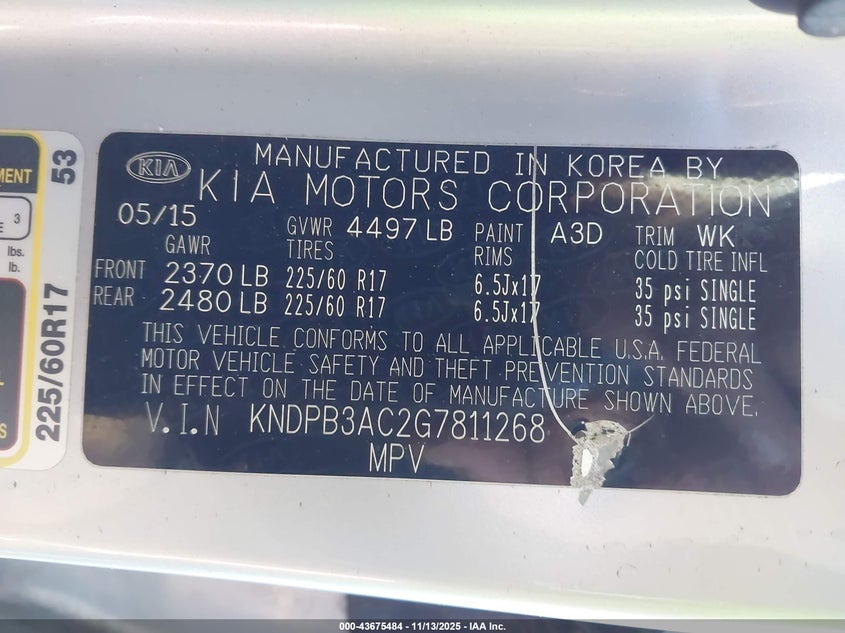 MENT
3
E
lbs.
lb.
L
S
225/60R17
53
KIA
MANUFACTURED IN KOREA BY
KIA MOTORS CORPORATION
05/15 GVWR 4497 LB PAINT A3D TRIM WK
GAWR TIRES RIMS COLD TIRE INFL
FRONT 2370 LB 225/60 R17 6.5Jx17 35 psi SINGLE
REAR 2480 LB 225/60 R17 6.5Jx17 35 psi SINGLE
THIS VEHICLE CONFORMS TO ALL APPLICABLE U.S.A. FEDERAL
MOTOR VEHICLE SAFETY AND THEFT PREVENTION STANDARDS
IN EFFECT ON THE DATE OF MANUFACTURE SHOWN ABOVE.
V.I.N KNDPB3AC2G7811268
MPV
000-43675484 - 11/13/2025 - IAA Inc.